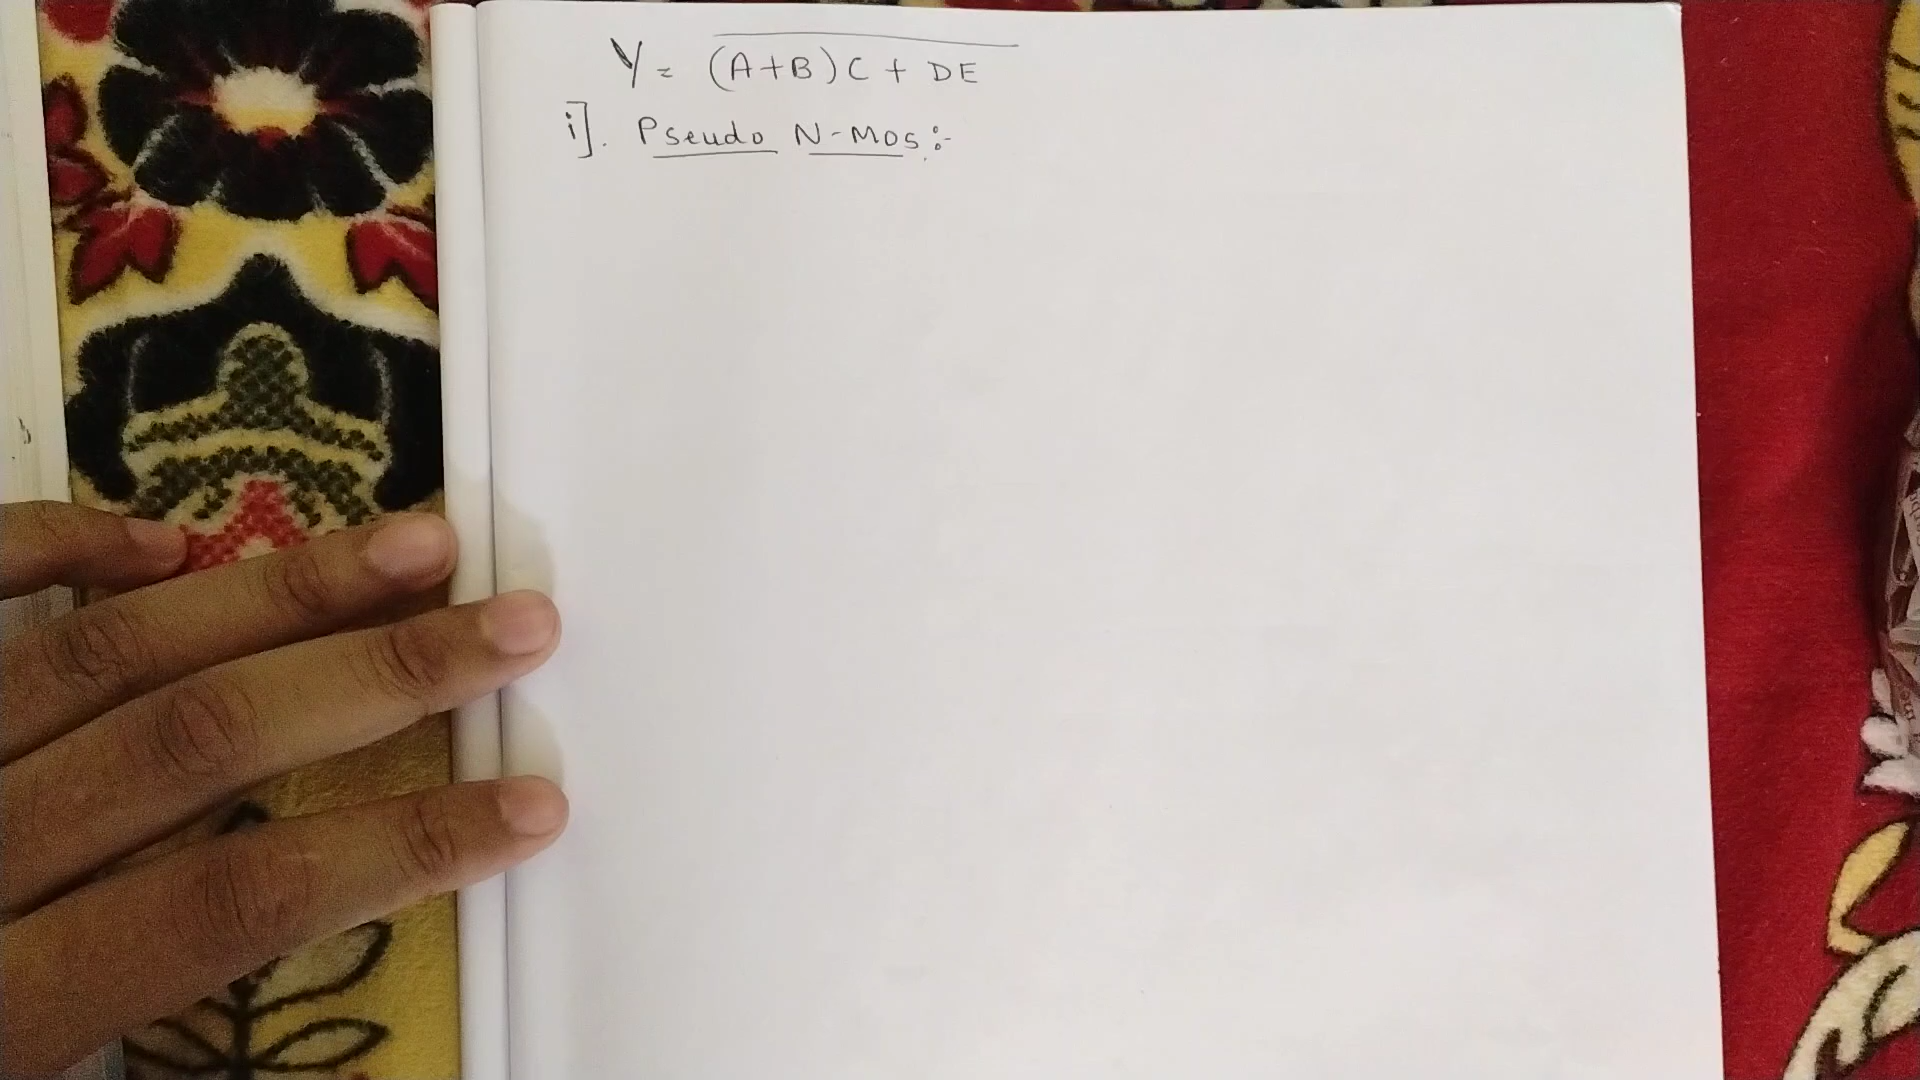 Y = (A+B)C + DE
i]. Pseudo N-Mos :-